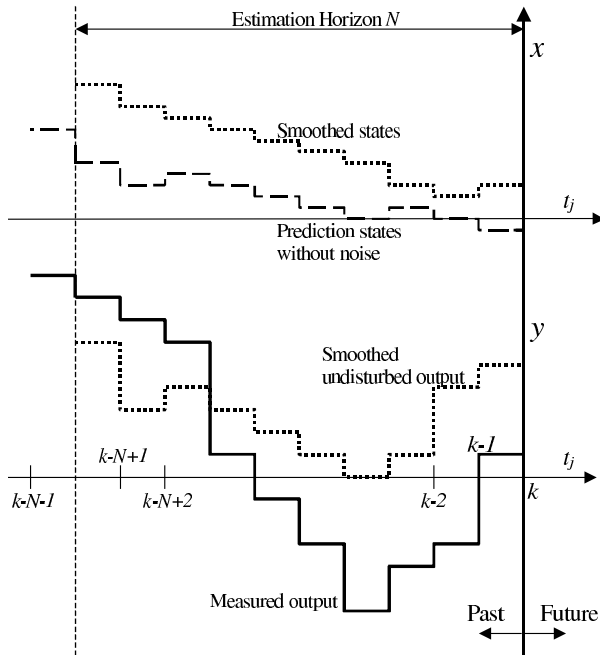 Estimation Horizon N
x
Smoothed states
t_j
Prediction states
without noise
y
Smoothed
undisturbed output
k-N+1
k-1
t_j
k-N-1
k-N+2
k-2
k
Measured output
Past
Future